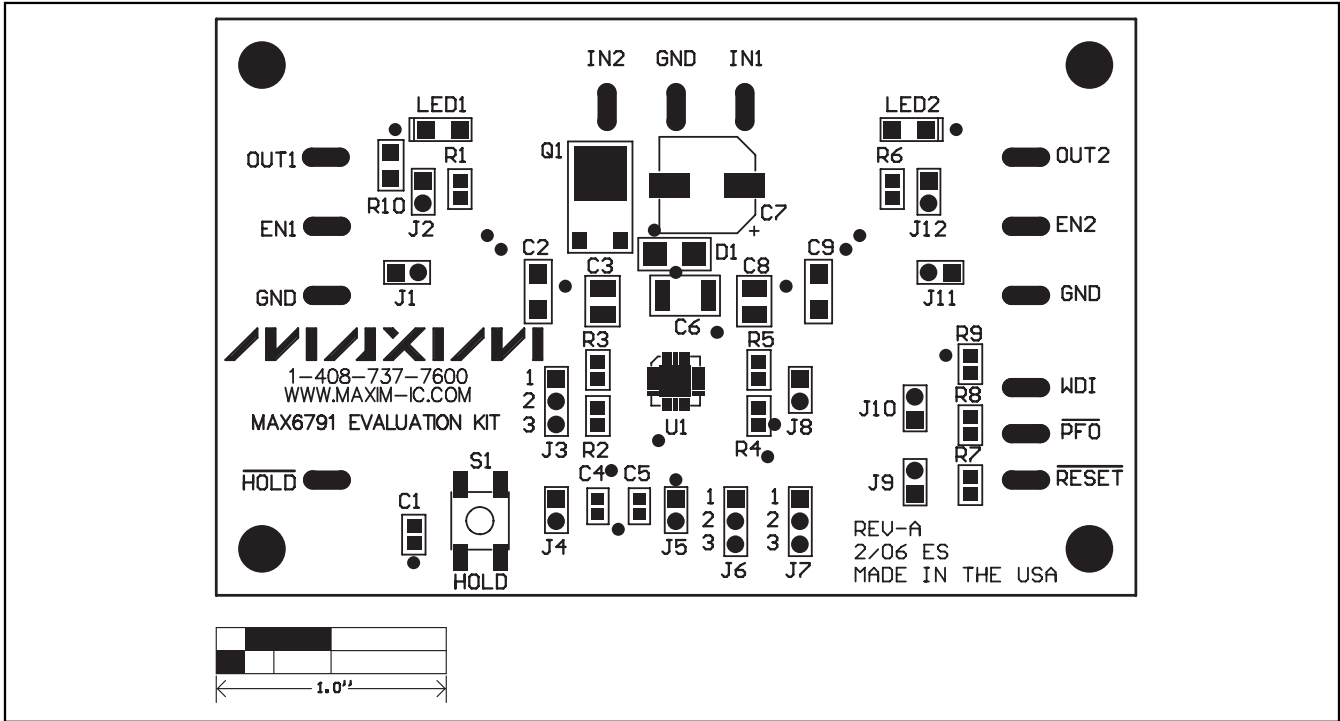 IN2 GND IN1
LED1 LED2
OUT1 R1 Q1 R6 OUT2
R10 J2 C7 J12
+
EN1 EN2
C2 C3 D1 C8 C9
GND J1 C6 J11 GND
MAXIM
R3 R5 R9
1-408-737-7600
WWW.MAXIM-IC.COM
MAX6791 EVALUATION KIT
1
2
3
J3 R2 U1 R4 J8
J10 R8 WDI
PFO
R7
J9 RESET
HOLD S1 C4 C5
C1
HOLD
J4 J5
1
2
3
J6
1
2
3
J7
REV-A
2/06 ES
MADE IN THE USA
1.0"